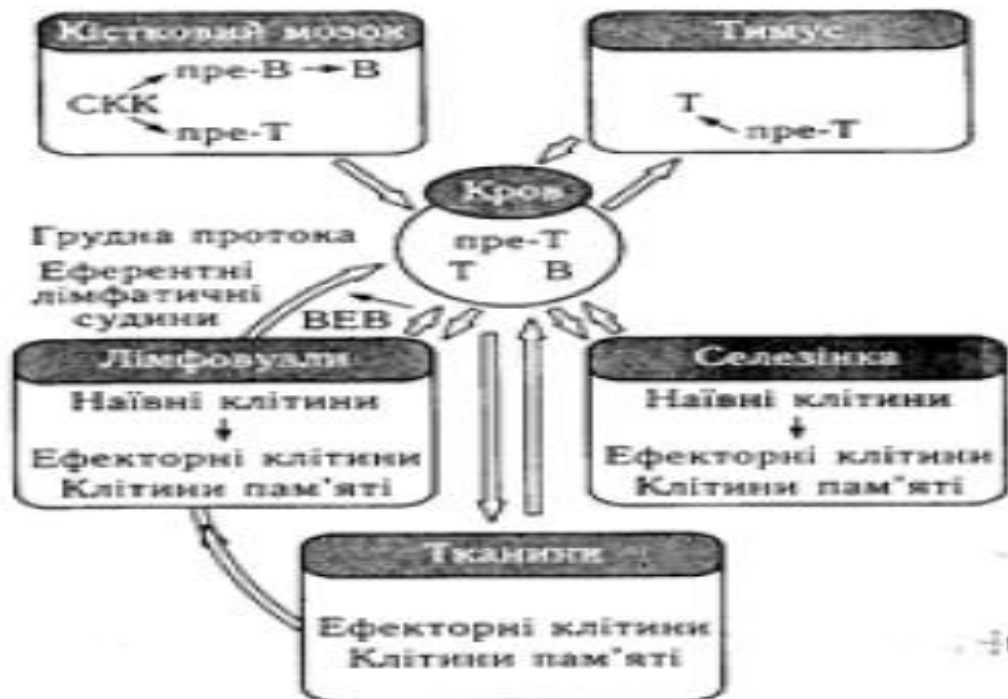 Кістковий мозок
пре-В → В
СКК
пре-Т
Тимус
Т
пре-Т
Кров
пре-Т
Т В
Грудна протока
Еферентні
лімфатичні
судини
ВЕВ
Лімфовузли
Наївні клітини
Ефекторні клітини
Клітини пам'яті
Селезінка
Наївні клітини
Ефекторні клітини
Клітини пам'яті
Тканини
Ефекторні клітини
Клітини пам'яті